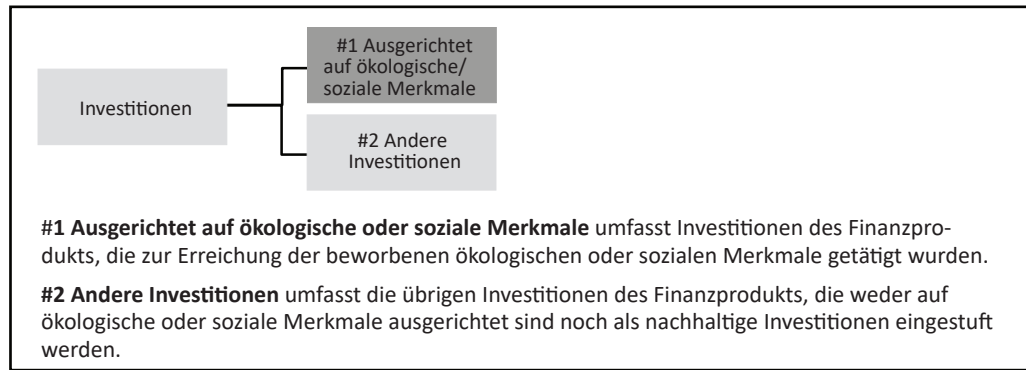 #1 Ausgerichtet
auf ökologische/
soziale Merkmale
Investitionen
#2 Andere
Investitionen
#1 Ausgerichtet auf ökologische oder soziale Merkmale umfasst Investitionen des Finanzpro-
dukts, die zur Erreichung der beworbenen ökologischen oder sozialen Merkmale getätigt wurden.
#2 Andere Investitionen umfasst die übrigen Investitionen des Finanzprodukts, die weder auf
ökologische oder soziale Merkmale ausgerichtet sind noch als nachhaltige Investitionen eingestuft
werden.